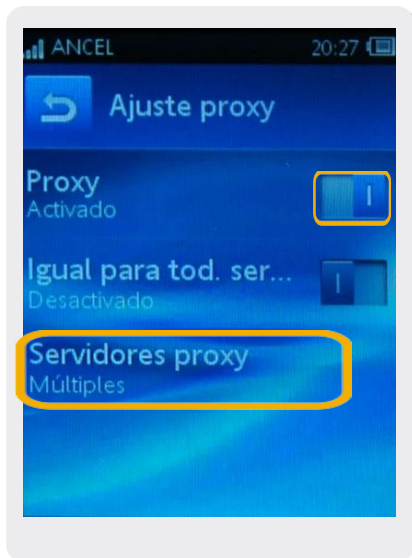 ANCEL 20:27
Ajuste proxy
Proxy
Activado
Igual para tod. ser...
Desactivado
Servidores proxy
Múltiples